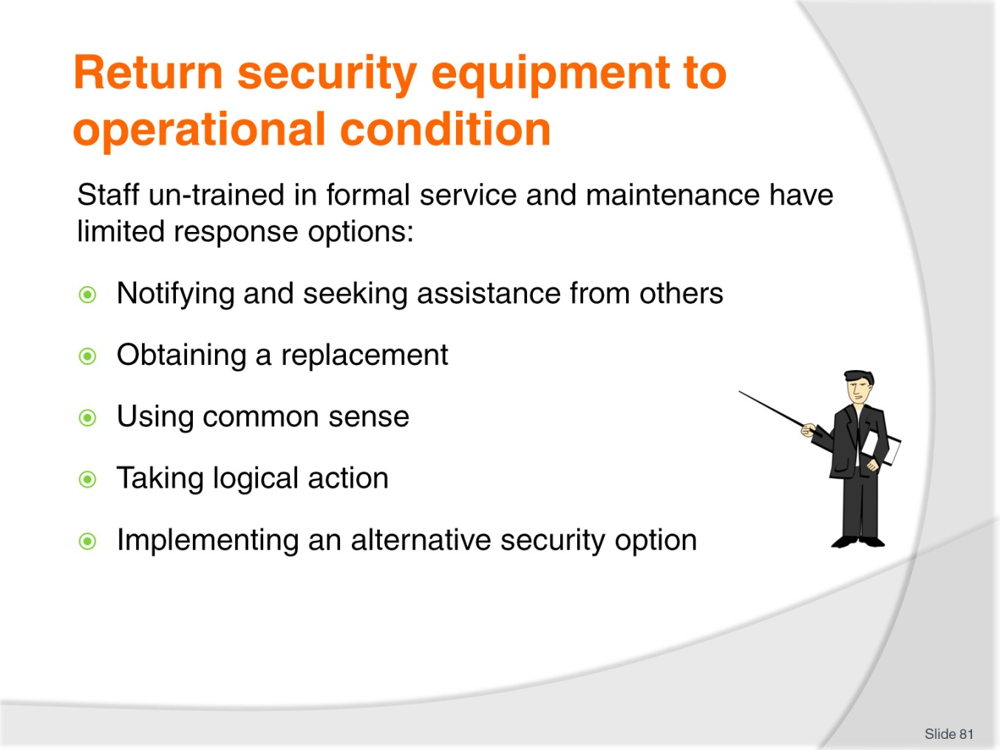 Return security equipment to
operational condition
Staff un-trained in formal service and maintenance have
limited response options:
Notifying and seeking assistance from others
Obtaining a replacement
Using common sense
Taking logical action
Implementing an alternative security option
Slide 81